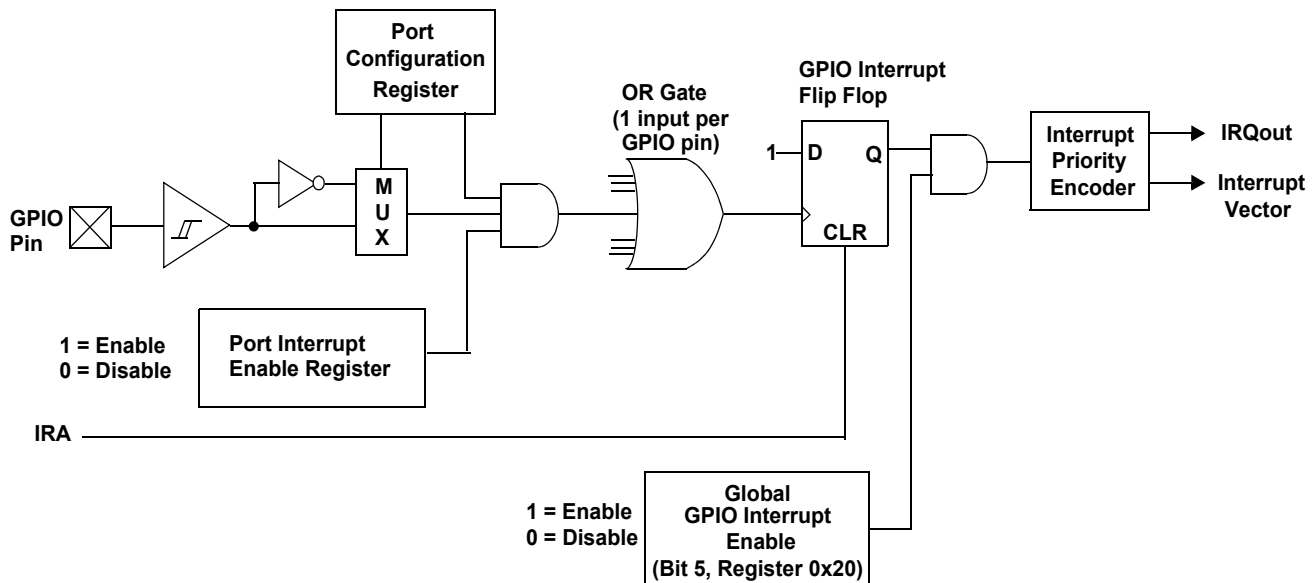 Port
Configuration
Register
OR Gate
(1 input per
GPIO pin)
GPIO Interrupt
Flip Flop
1
D
Q
CLR
Interrupt
Priority
Encoder
IRQout
Interrupt
Vector
M
U
X
GPIO
Pin
1 = Enable
0 = Disable
Port Interrupt
Enable Register
IRA
1 = Enable
0 = Disable
Global
GPIO Interrupt
Enable
(Bit 5, Register 0x20)